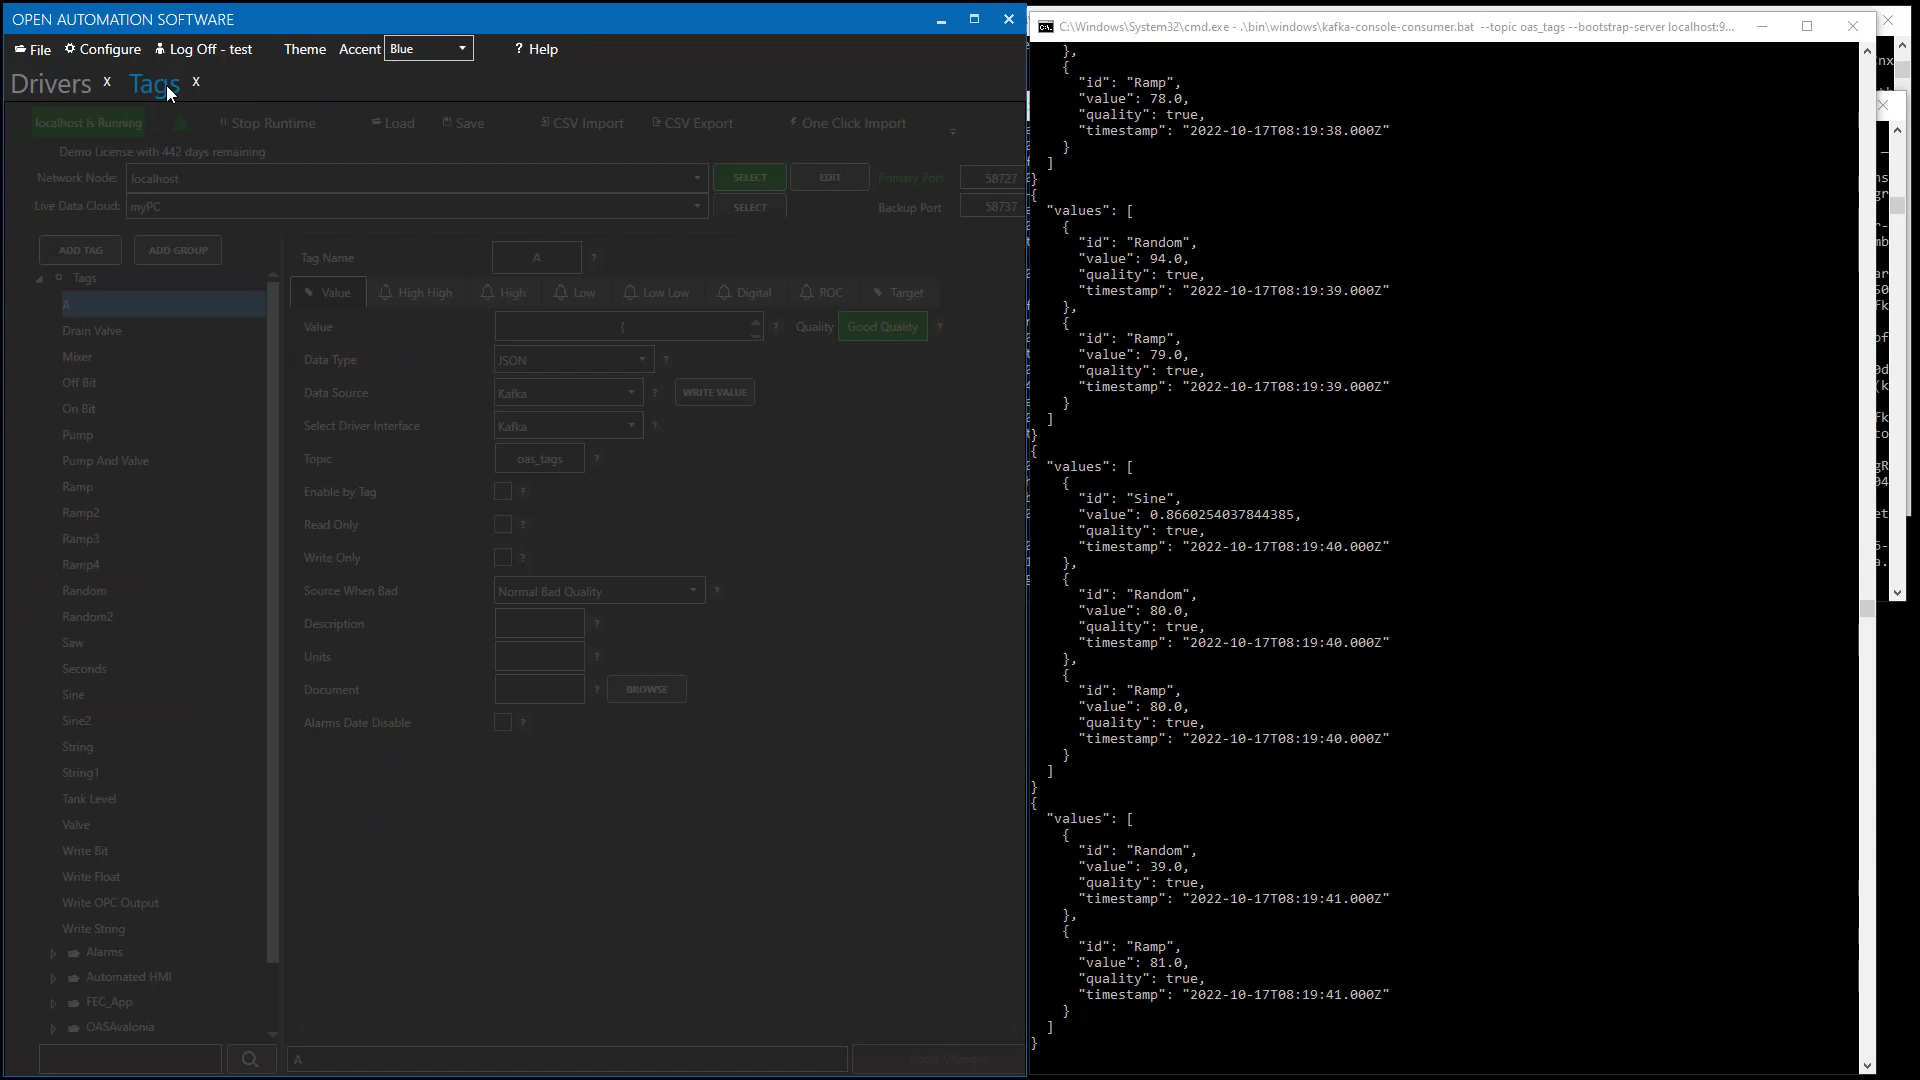 OPEN AUTOMATION SOFTWARE
File Configure Log Off - test Theme Accent Blue ? Help
Drivers x Tags x
localhost Is Running Stop Runtime Load Save CSV Import CSV Export One Click Import
Demo License with 442 days remaining
Network Node: localhost SELECT EDIT Primary Port 58727
Live Data Cloud: myPC SELECT Backup Port 58737
ADD TAG ADD GROUP
Tags
A
Drain Valve
Mixer
Off Bit
On Bit
Pump
Pump And Valve
Ramp
Ramp2
Ramp3
Ramp4
Random
Random2
Saw
Seconds
Sine
Sine2
String
String1
Tank Level
Valve
Write Bit
Write Float
Write OPC Output
Write String
Alarms
Automated HMI
FEC_App
OASAvalonia
Tag Name A ?
Value High High High Low Low Low Digital ROC Target
Value { ? Quality Good Quality ?
Data Type JSON ?
Data Source Kafka ? WRITE VALUE
Select Driver Interface Kafka ?
Topic oas_tags ?
Enable by Tag ?
Read Only ?
Write Only ?
Source When Bad Normal Bad Quality ?
Description ?
Units ?
Document ? BROWSE
Alarms Date Disable ?
A
C:\Windows\System32\cmd.exe - .\bin\windows\kafka-console-consumer.bat --topic oas_tags --bootstrap-server localhost:9...
},
{
"id": "Ramp",
"value": 78.0,
"quality": true,
"timestamp": "2022-10-17T08:19:38.000Z"
}
]
}
{
"values": [
{
"id": "Random",
"value": 94.0,
"quality": true,
"timestamp": "2022-10-17T08:19:39.000Z"
},
{
"id": "Ramp",
"value": 79.0,
"quality": true,
"timestamp": "2022-10-17T08:19:39.000Z"
}
]
}
{
"values": [
{
"id": "Sine",
"value": 0.8660254037844385,
"quality": true,
"timestamp": "2022-10-17T08:19:40.000Z"
},
{
"id": "Random",
"value": 80.0,
"quality": true,
"timestamp": "2022-10-17T08:19:40.000Z"
},
{
"id": "Ramp",
"value": 80.0,
"quality": true,
"timestamp": "2022-10-17T08:19:40.000Z"
}
]
}
{
"values": [
{
"id": "Random",
"value": 39.0,
"quality": true,
"timestamp": "2022-10-17T08:19:41.000Z"
},
{
"id": "Ramp",
"value": 81.0,
"quality": true,
"timestamp": "2022-10-17T08:19:41.000Z"
}
]
}